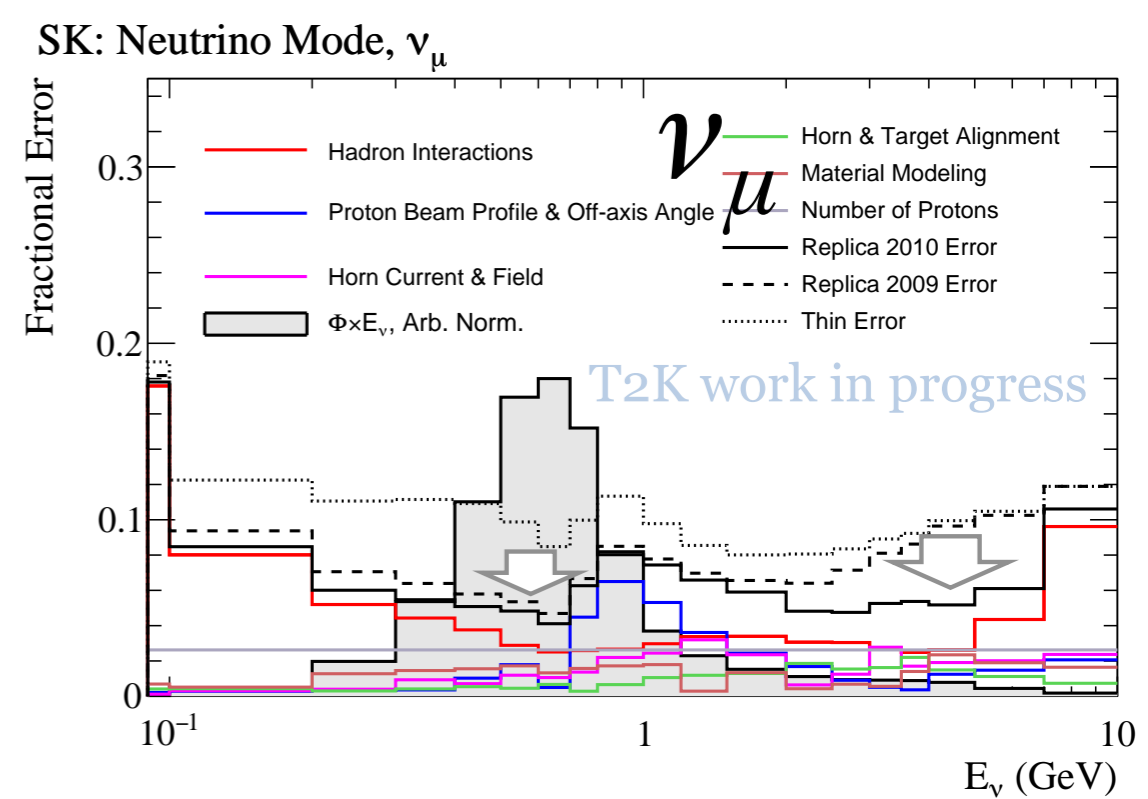 SK: Neutrino Mode, νμ
Fractional Error
0.3
0.2
0.1
0
Hadron Interactions
Proton Beam Profile & Off-axis Angle
Horn Current & Field
Φ×Eν, Arb. Norm.
νμ
Horn & Target Alignment
Material Modeling
Number of Protons
Replica 2010 Error
Replica 2009 Error
Thin Error
T2K work in progress
10⁻¹
1
10
Eν (GeV)